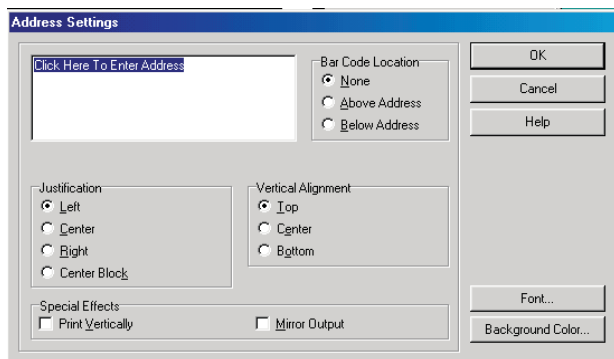 Address Settings
Click Here To Enter Address
Bar Code Location
None
Above Address
Below Address
OK
Cancel
Help
Justification
Left
Center
Right
Center Block
Vertical Alignment
Top
Center
Bottom
Special Effects
Print Vertically
Mirror Output
Font...
Background Color...